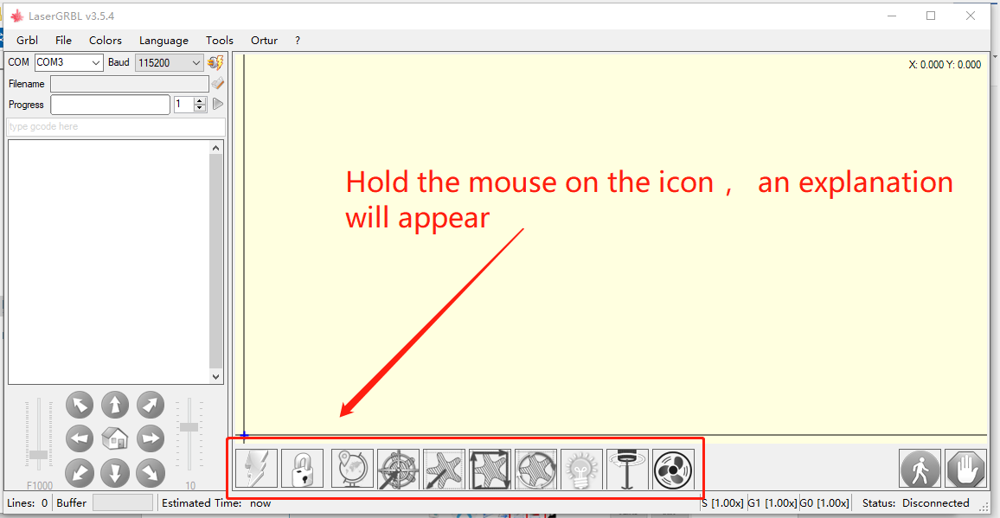 LaserGRBL v3.5.4
Grbl File Colors Language Tools Ortur ?
COM COM3 Baud 115200
X: 0.000 Y: 0.000
Filename
Progress 1
type gcode here
Hold the mouse on the icon， an explanation
will appear
F1000 10
Lines: 0 Buffer Estimated Time: now S [1.00x] G1 [1.00x] G0 [1.00x] Status: Disconnected